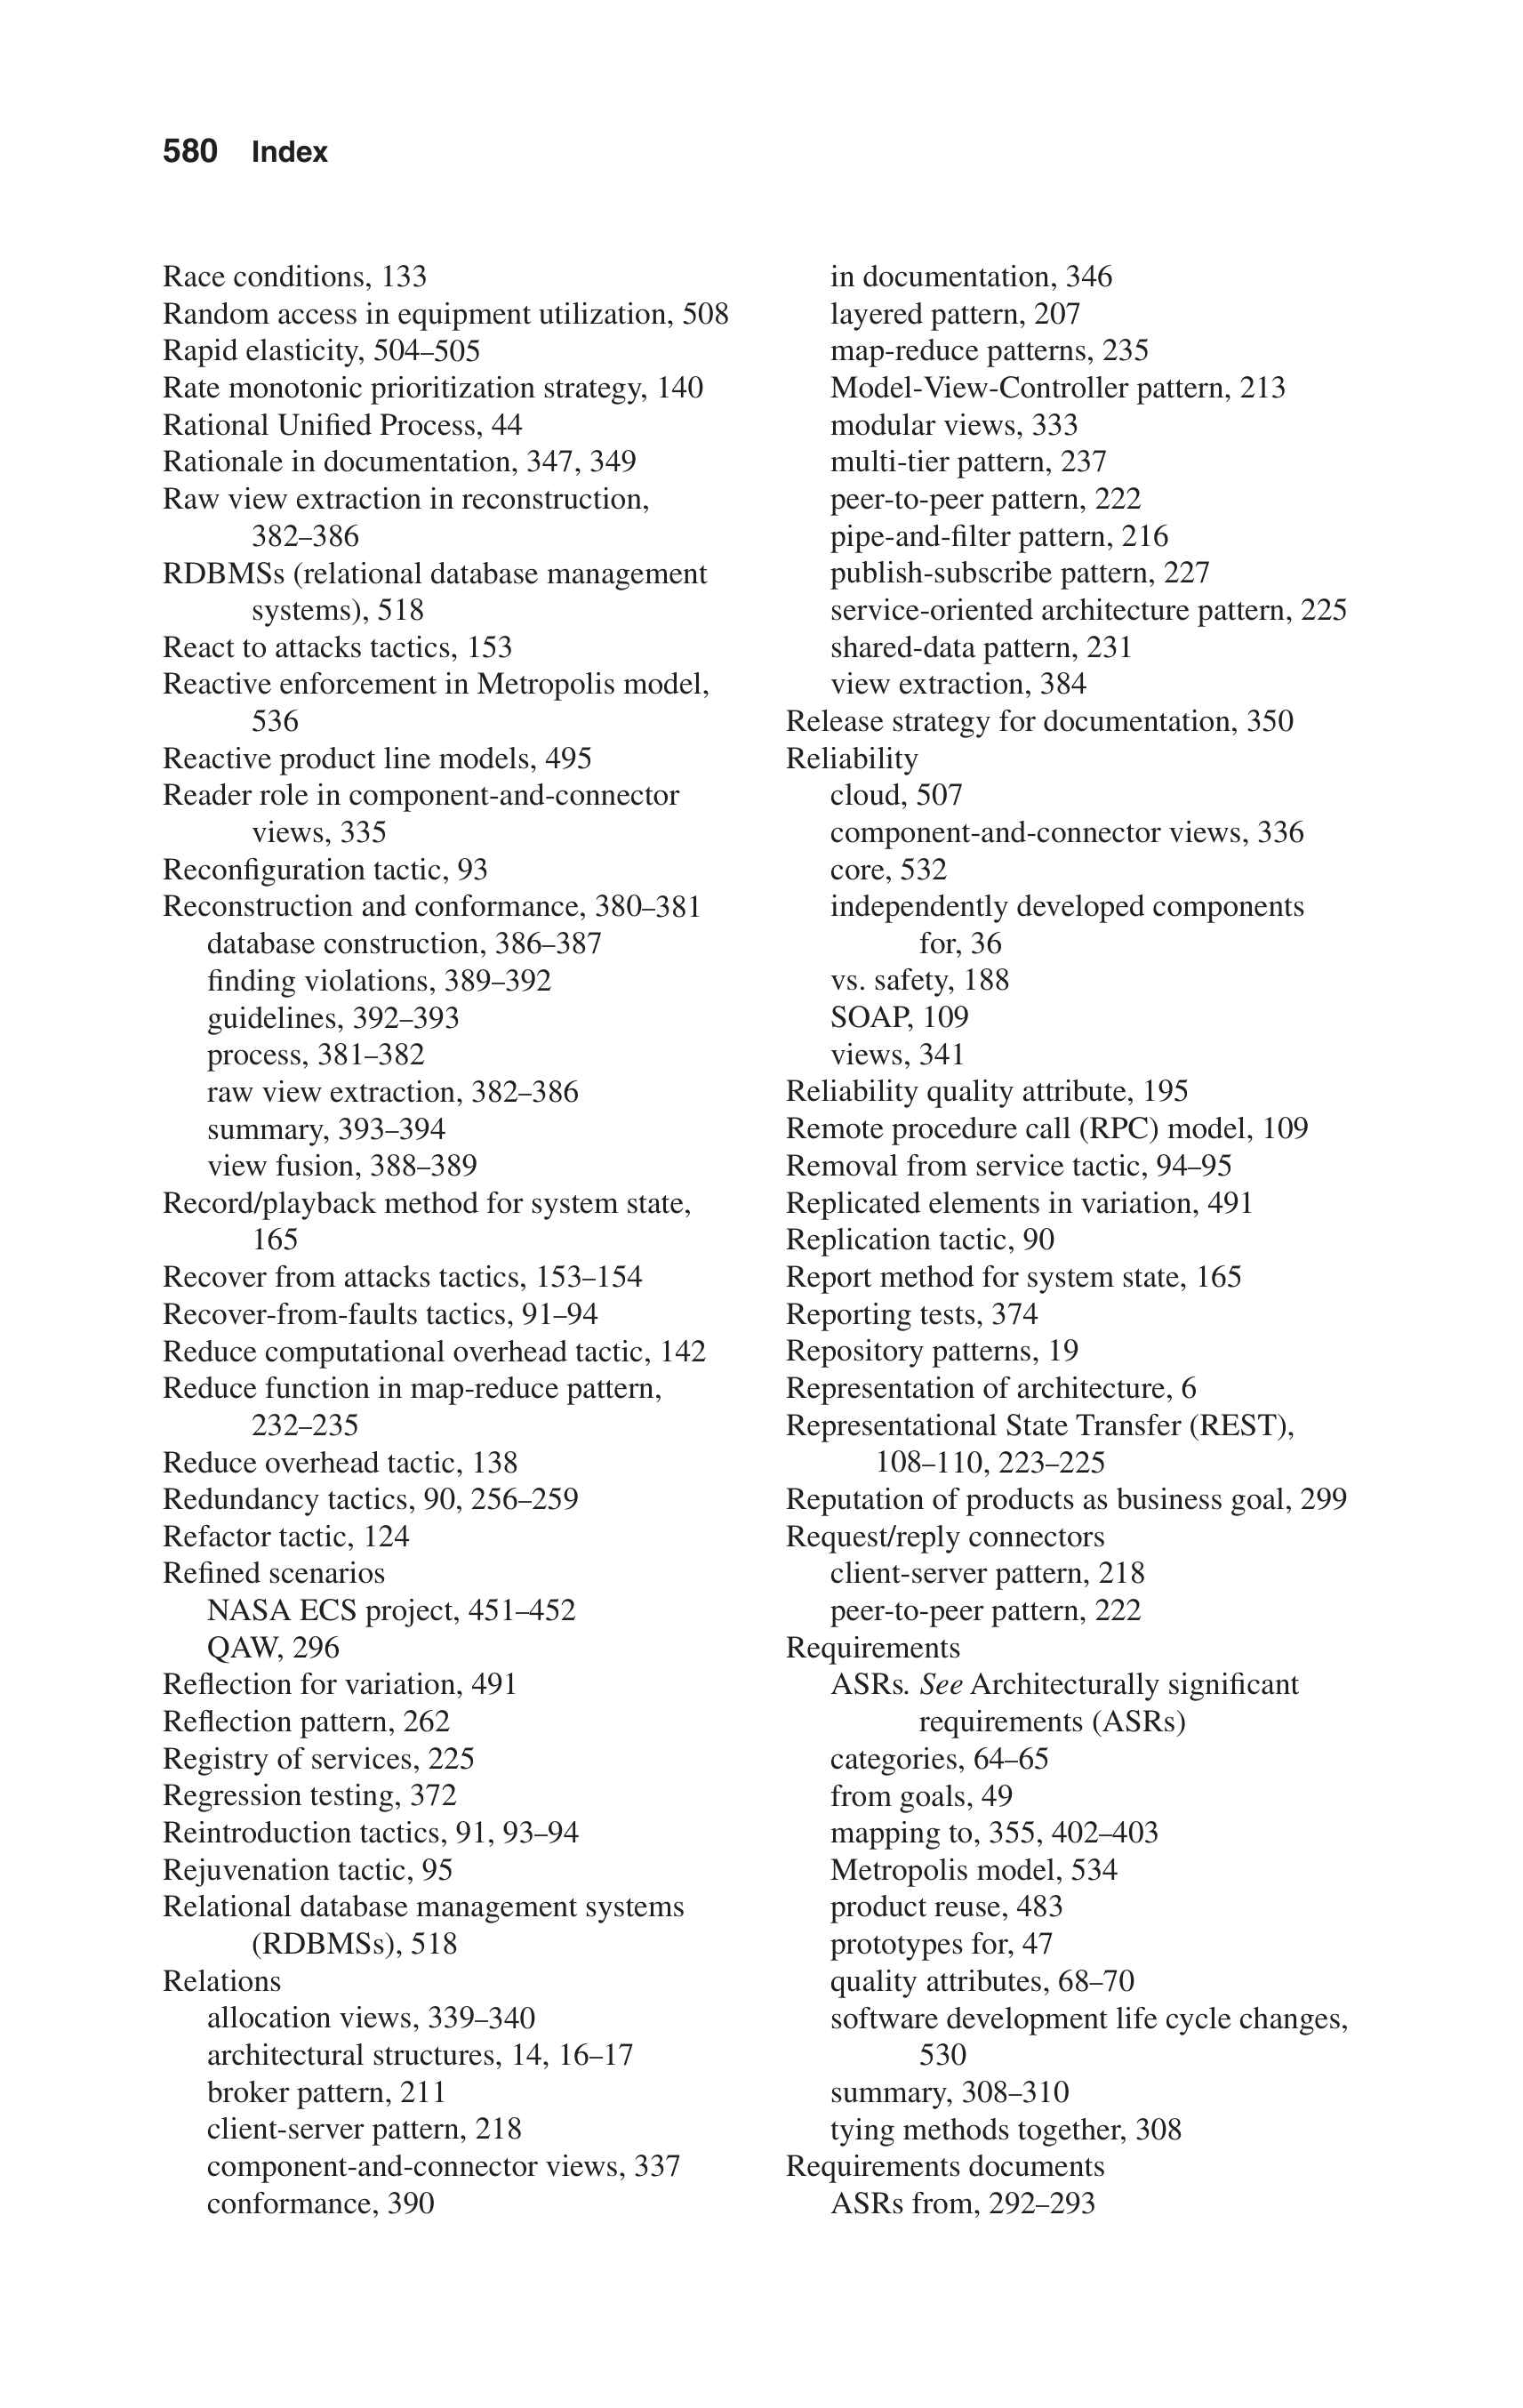 580 Index
Race conditions, 133
Random access in equipment utilization, 508
Rapid elasticity, 504–505
Rate monotonic prioritization strategy, 140
Rational Unified Process, 44
Rationale in documentation, 347, 349
Raw view extraction in reconstruction,
382–386
RDBMSs (relational database management
systems), 518
React to attacks tactics, 153
Reactive enforcement in Metropolis model,
536
Reactive product line models, 495
Reader role in component-and-connector
views, 335
Reconfiguration tactic, 93
Reconstruction and conformance, 380–381
database construction, 386–387
finding violations, 389–392
guidelines, 392–393
process, 381–382
raw view extraction, 382–386
summary, 393–394
view fusion, 388–389
Record/playback method for system state,
165
Recover from attacks tactics, 153–154
Recover-from-faults tactics, 91–94
Reduce computational overhead tactic, 142
Reduce function in map-reduce pattern,
232–235
Reduce overhead tactic, 138
Redundancy tactics, 90, 256–259
Refactor tactic, 124
Refined scenarios
NASA ECS project, 451–452
QAW, 296
Reflection for variation, 491
Reflection pattern, 262
Registry of services, 225
Regression testing, 372
Reintroduction tactics, 91, 93–94
Rejuvenation tactic, 95
Relational database management systems
(RDBMSs), 518
Relations
allocation views, 339–340
architectural structures, 14, 16–17
broker pattern, 211
client-server pattern, 218
component-and-connector views, 337
conformance, 390
in documentation, 346
layered pattern, 207
map-reduce patterns, 235
Model-View-Controller pattern, 213
modular views, 333
multi-tier pattern, 237
peer-to-peer pattern, 222
pipe-and-filter pattern, 216
publish-subscribe pattern, 227
service-oriented architecture pattern, 225
shared-data pattern, 231
view extraction, 384
Release strategy for documentation, 350
Reliability
cloud, 507
component-and-connector views, 336
core, 532
independently developed components
for, 36
vs. safety, 188
SOAP, 109
views, 341
Reliability quality attribute, 195
Remote procedure call (RPC) model, 109
Removal from service tactic, 94–95
Replicated elements in variation, 491
Replication tactic, 90
Report method for system state, 165
Reporting tests, 374
Repository patterns, 19
Representation of architecture, 6
Representational State Transfer (REST),
108–110, 223–225
Reputation of products as business goal, 299
Request/reply connectors
client-server pattern, 218
peer-to-peer pattern, 222
Requirements
ASRs. See Architecturally significant
requirements (ASRs)
categories, 64–65
from goals, 49
mapping to, 355, 402–403
Metropolis model, 534
product reuse, 483
prototypes for, 47
quality attributes, 68–70
software development life cycle changes,
530
summary, 308–310
tying methods together, 308
Requirements documents
ASRs from, 292–293